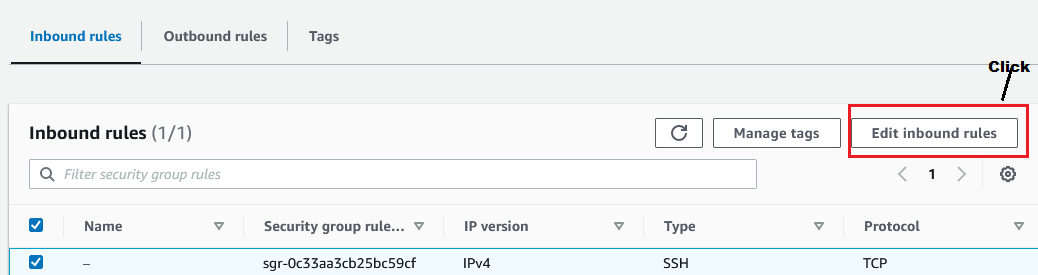 Inbound rules Outbound rules Tags
Click
Inbound rules (1/1) Manage tags Edit inbound rules
Filter security group rules 1
Name Security group rule... IP version Type Protocol
– sgr-0c33aa3cb25bc59cf IPv4 SSH TCP